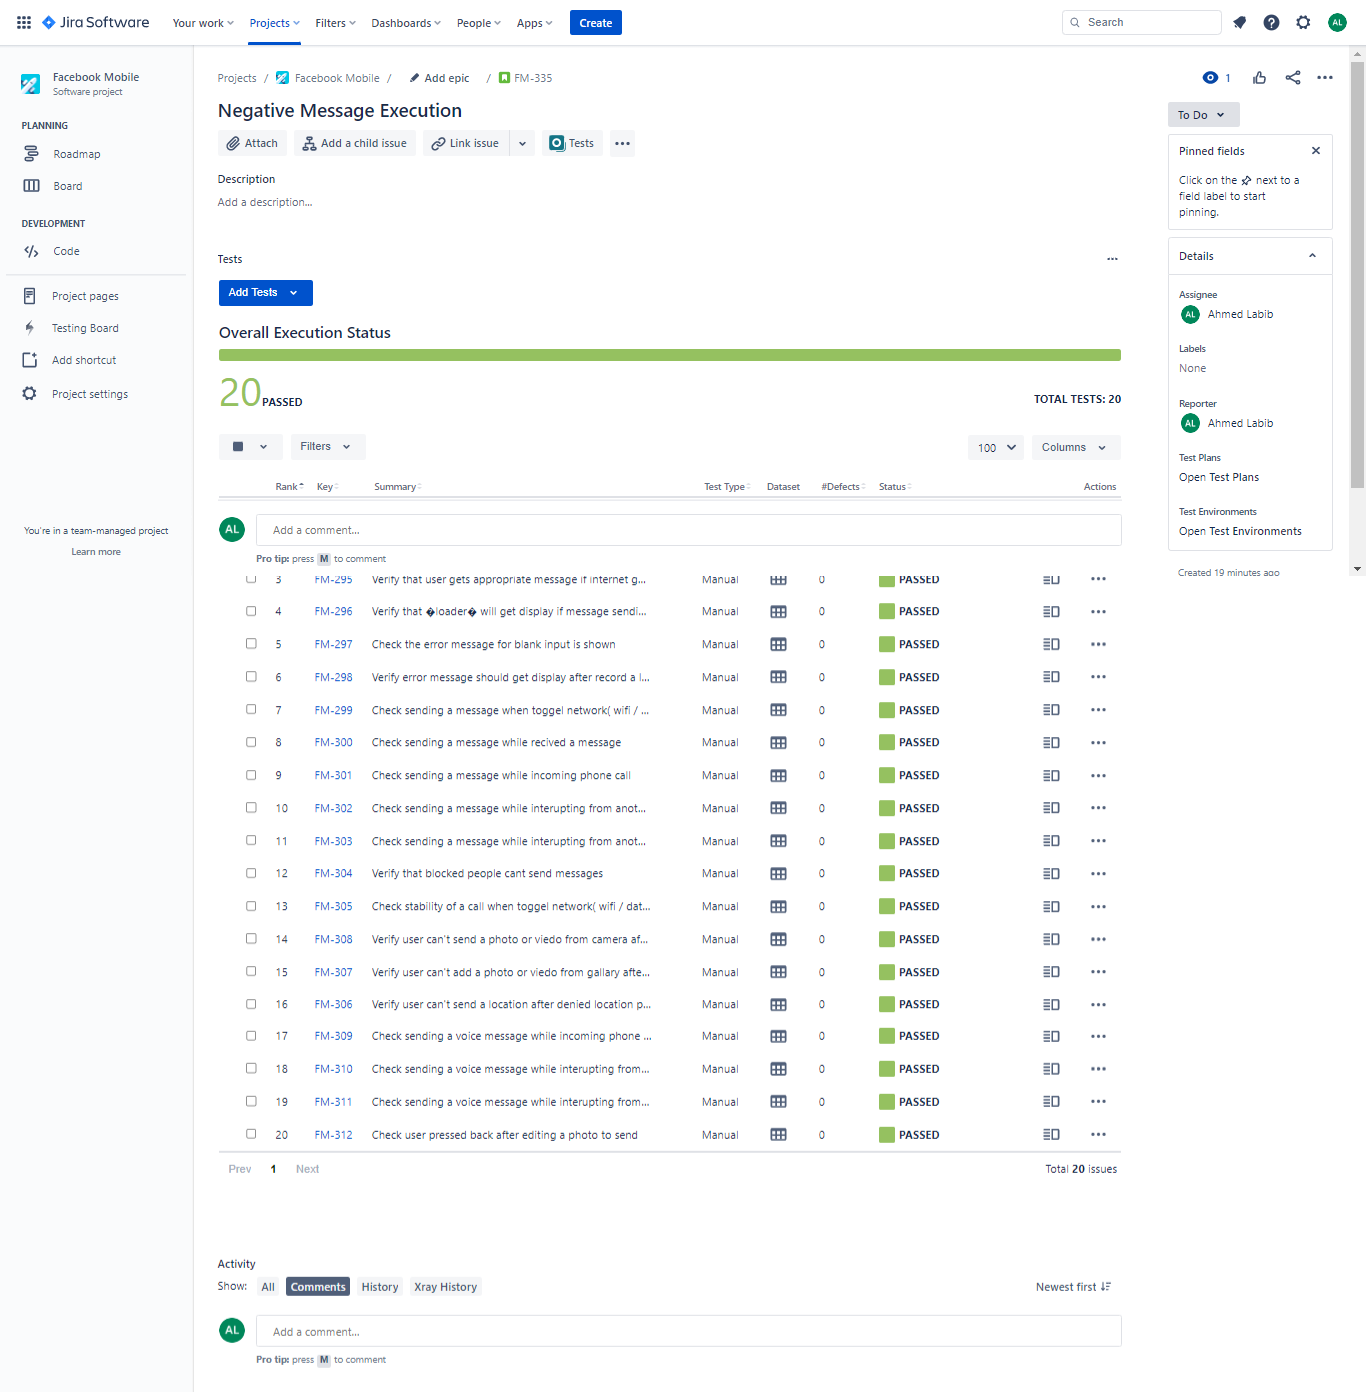 Jira Software
Your work
Projects
Filters
Dashboards
People
Apps
Create
Search
AL
Facebook Mobile
Software project
PLANNING
Roadmap
Board
DEVELOPMENT
Code
Project pages
Testing Board
Add shortcut
Project settings
You're in a team-managed project
Learn more
Projects / Facebook Mobile / Add epic / FM-335
1
Negative Message Execution
Attach
Add a child issue
Link issue
Tests
Description
Add a description...
Tests
Add Tests
Overall Execution Status
20 PASSED
TOTAL TESTS: 20
Filters
100
Columns
Rank Key Summary Test Type Dataset #Defects Status Actions
AL
Add a comment...
Pro tip: press M to comment
3 FM-295 Verify that user gets appropriate message if internet g... Manual 0 PASSED
4 FM-296 Verify that �loader� will get display if message sendi... Manual 0 PASSED
5 FM-297 Check the error message for blank input is shown Manual 0 PASSED
6 FM-298 Verify error message should get display after record a l... Manual 0 PASSED
7 FM-299 Check sending a message when toggel network( wifi / ... Manual 0 PASSED
8 FM-300 Check sending a message while recived a message Manual 0 PASSED
9 FM-301 Check sending a message while incoming phone call Manual 0 PASSED
10 FM-302 Check sending a message while interupting from anot... Manual 0 PASSED
11 FM-303 Check sending a message while interupting from anot... Manual 0 PASSED
12 FM-304 Verify that blocked people cant send messages Manual 0 PASSED
13 FM-305 Check stability of a call when toggel network( wifi / dat... Manual 0 PASSED
14 FM-308 Verify user can't send a photo or viedo from camera af... Manual 0 PASSED
15 FM-307 Verify user can't add a photo or viedo from gallary afte... Manual 0 PASSED
16 FM-306 Verify user can't send a location after denied location p... Manual 0 PASSED
17 FM-309 Check sending a voice message while incoming phone ... Manual 0 PASSED
18 FM-310 Check sending a voice message while interupting from... Manual 0 PASSED
19 FM-311 Check sending a voice message while interupting from... Manual 0 PASSED
20 FM-312 Check user pressed back after editing a photo to send Manual 0 PASSED
Prev 1 Next
Total 20 issues
Activity
Show: All Comments History Xray History
Newest first
AL
Add a comment...
Pro tip: press M to comment
To Do
Pinned fields
Click on the next to a
field label to start
pinning.
Details
Assignee
AL Ahmed Labib
Labels
None
Reporter
AL Ahmed Labib
Test Plans
Open Test Plans
Test Environments
Open Test Environments
Created 19 minutes ago